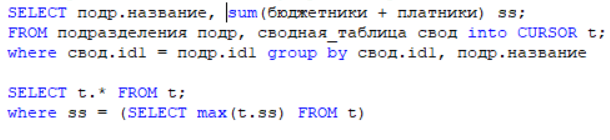 SELECT подр.название, sum(бюджетники + платники) ss;
FROM подразделения подр, сводная_таблица свод into CURSOR t;
where свод.id1 = подр.id1 group by свод.id1, подр.название
SELECT t.* FROM t;
where ss = (SELECT max(t.ss) FROM t)